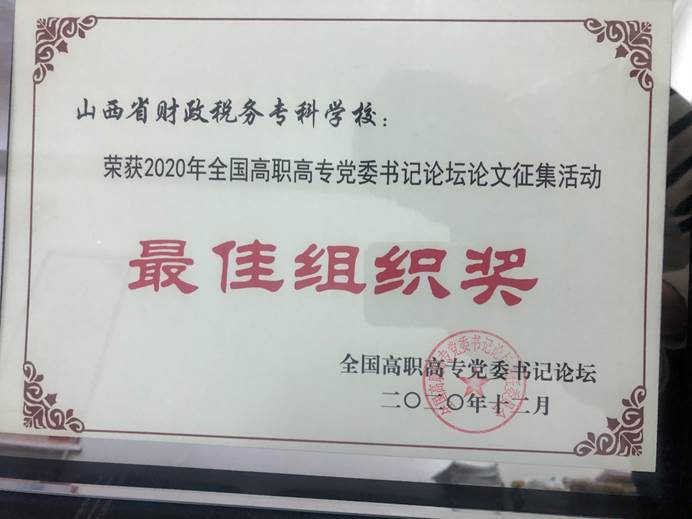 山西省财政税务专科学校：
荣获2020年全国高职高专党委书记论坛论文征集活动
最佳组织奖
全国高职高专党委书记论坛
二〇二〇年十二月